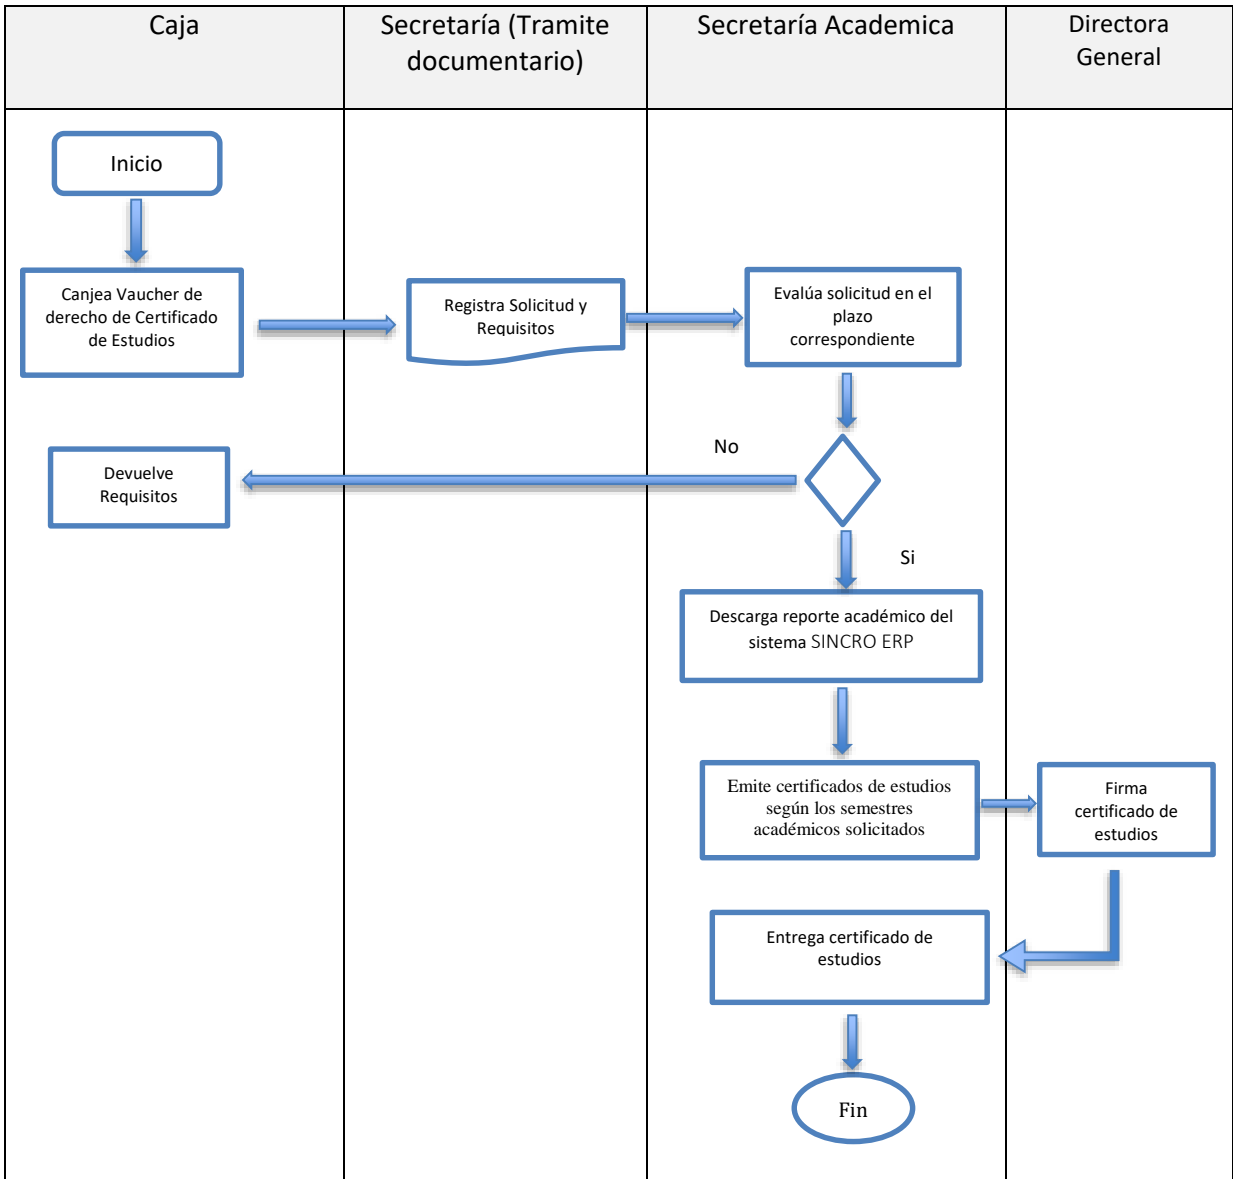 Caja
Secretaría (Tramite
documentario)
Secretaría Academica
Directora
General
Inicio
Canjea Vaucher de
derecho de Certificado
de Estudios
Registra Solicitud y
Requisitos
Evalúa solicitud en el
plazo
correspondiente
No
Devuelve
Requisitos
Si
Descarga reporte académico del
sistema SINCRO ERP
Emite certificados de estudios
según los semestres
académicos solicitados
Firma
certificado de
estudios
Entrega certificado de
estudios
Fin